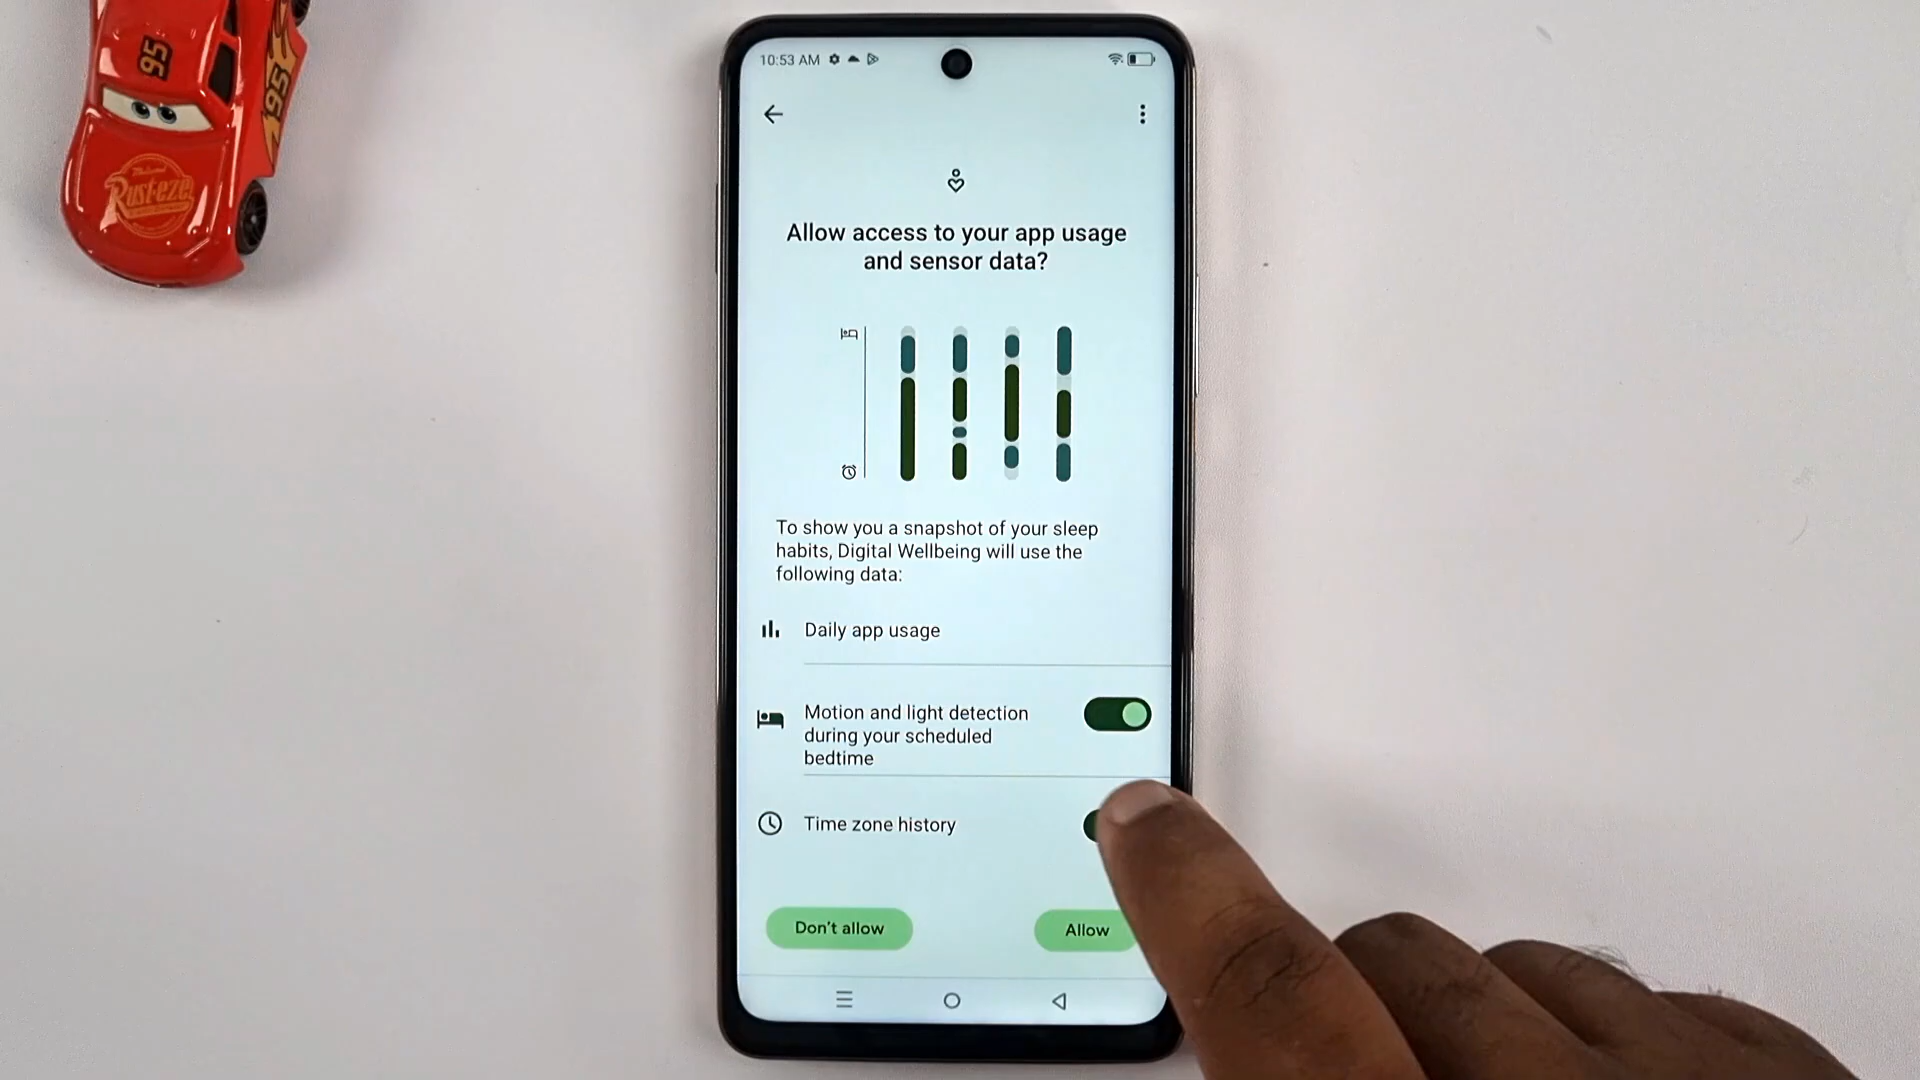 95
95
Rust-eze
10:53 AM
Allow access to your app usage
and sensor data?
To show you a snapshot of your sleep
habits, Digital Wellbeing will use the
following data:
Daily app usage
Motion and light detection
during your scheduled
bedtime
Time zone history
Don't allow
Allow